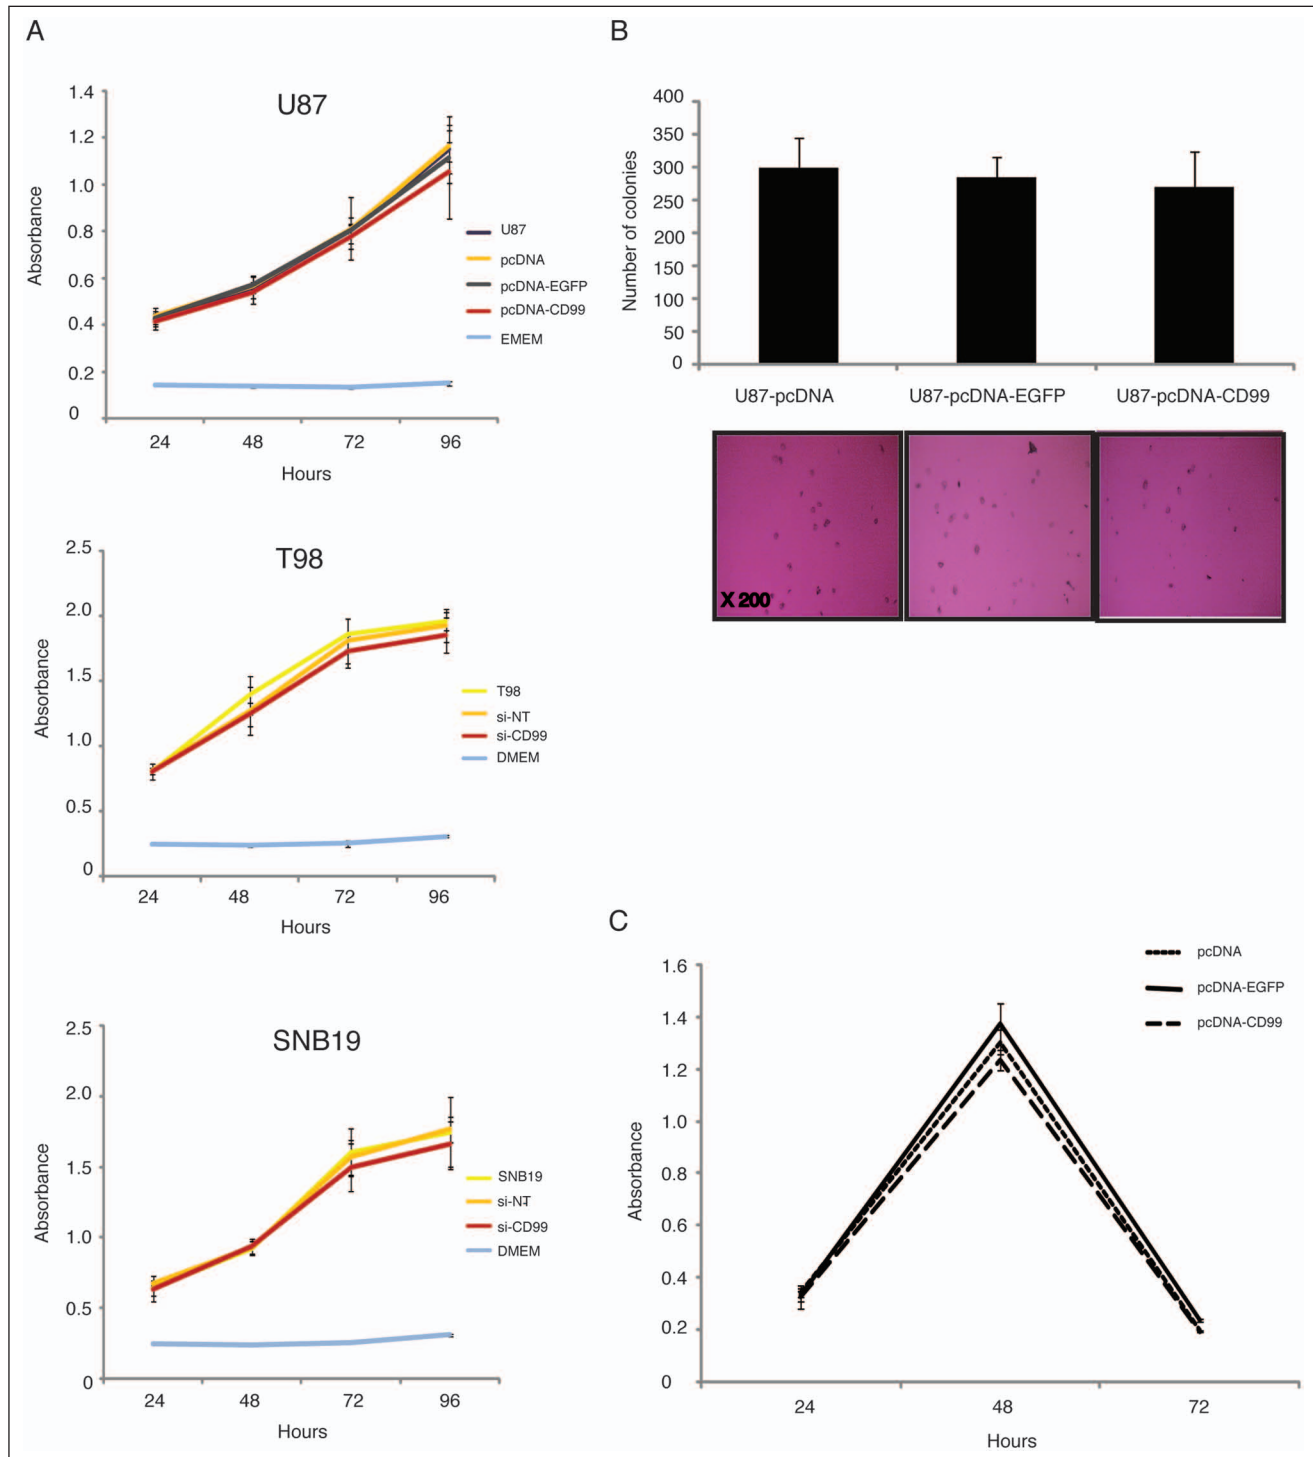 A
U87
1.4
1.2
1.0
0.8
0.6
0.4
0.2
0
Absorbance
24 48 72 96
Hours
U87
pcDNA
pcDNA-EGFP
pcDNA-CD99
EMEM
T98
2.5
2.0
1.5
1.0
0.5
0
Absorbance
24 48 72 96
Hours
T98
si-NT
si-CD99
DMEM
SNB19
2.5
2.0
1.5
1.0
0.5
0
Absorbance
24 48 72 96
Hours
SNB19
si-NT
si-CD99
DMEM
B
400
350
300
250
200
150
100
50
0
Number of colonies
U87-pcDNA U87-pcDNA-EGFP U87-pcDNA-CD99
X 200
C
1.6
1.4
1.2
1.0
0.8
0.6
0.4
0.2
0
Absorbance
24 48 72
Hours
pcDNA
pcDNA-EGFP
pcDNA-CD99